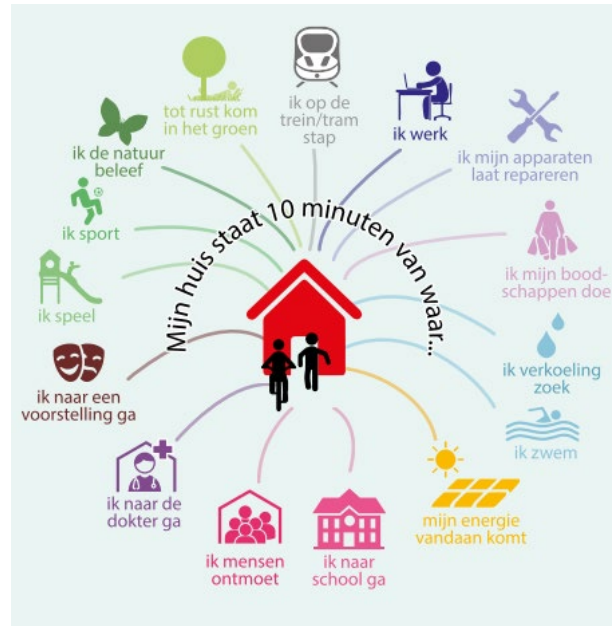 Mijn huis staat 10 minuten van waar...
tot rust kom
in het groen
ik op de
trein/tram
stap
ik werk
ik mijn apparaten
laat repareren
ik mijn bood-
schappen doe
ik verkoeling
zoek
ik zwem
mijn energie
vandaan komt
ik naar
school ga
ik mensen
ontmoet
ik naar de
dokter ga
ik naar een
voorstelling ga
ik speel
ik sport
ik de natuur
beleef